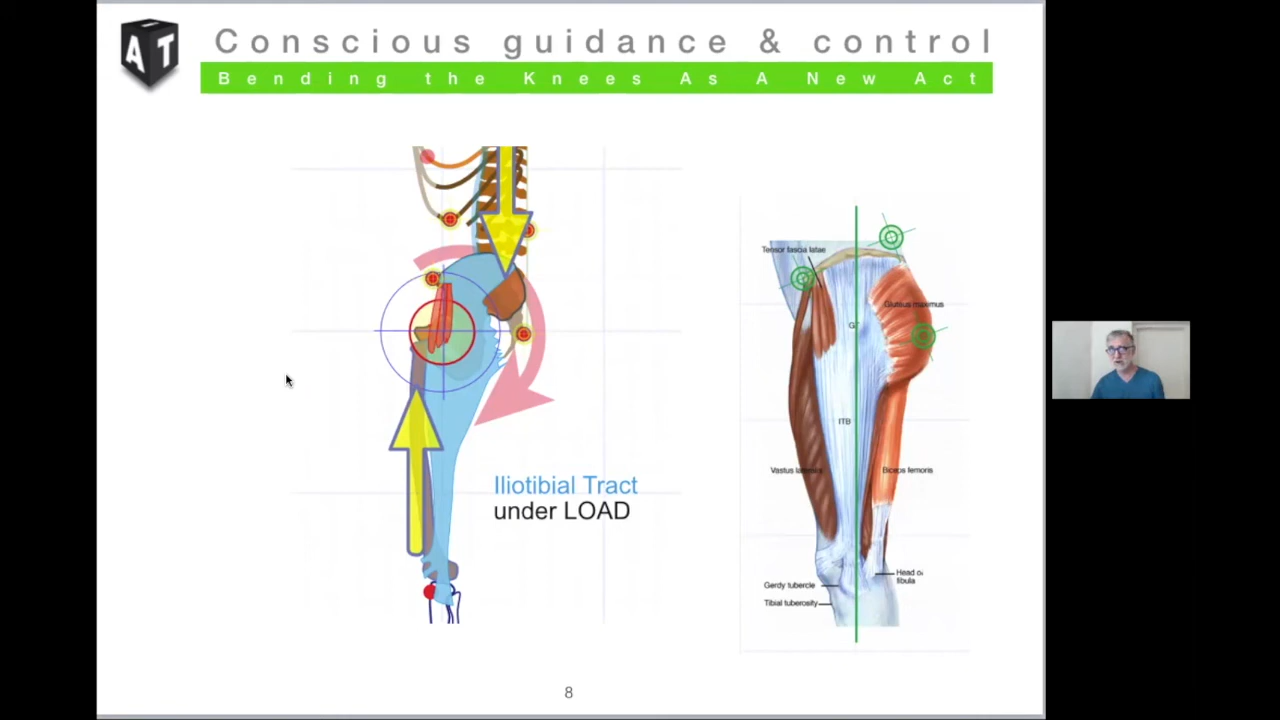 AT
Conscious guidance & control
Bending the Knees As A New Act
Tensor fascia latae
Gluteus maximus
ITB
Vastus lateralis
Biceps femoris
Gerdy tubercle
Head of
fibula
Tibial tuberosity
Iliotibial Tract
under LOAD
8